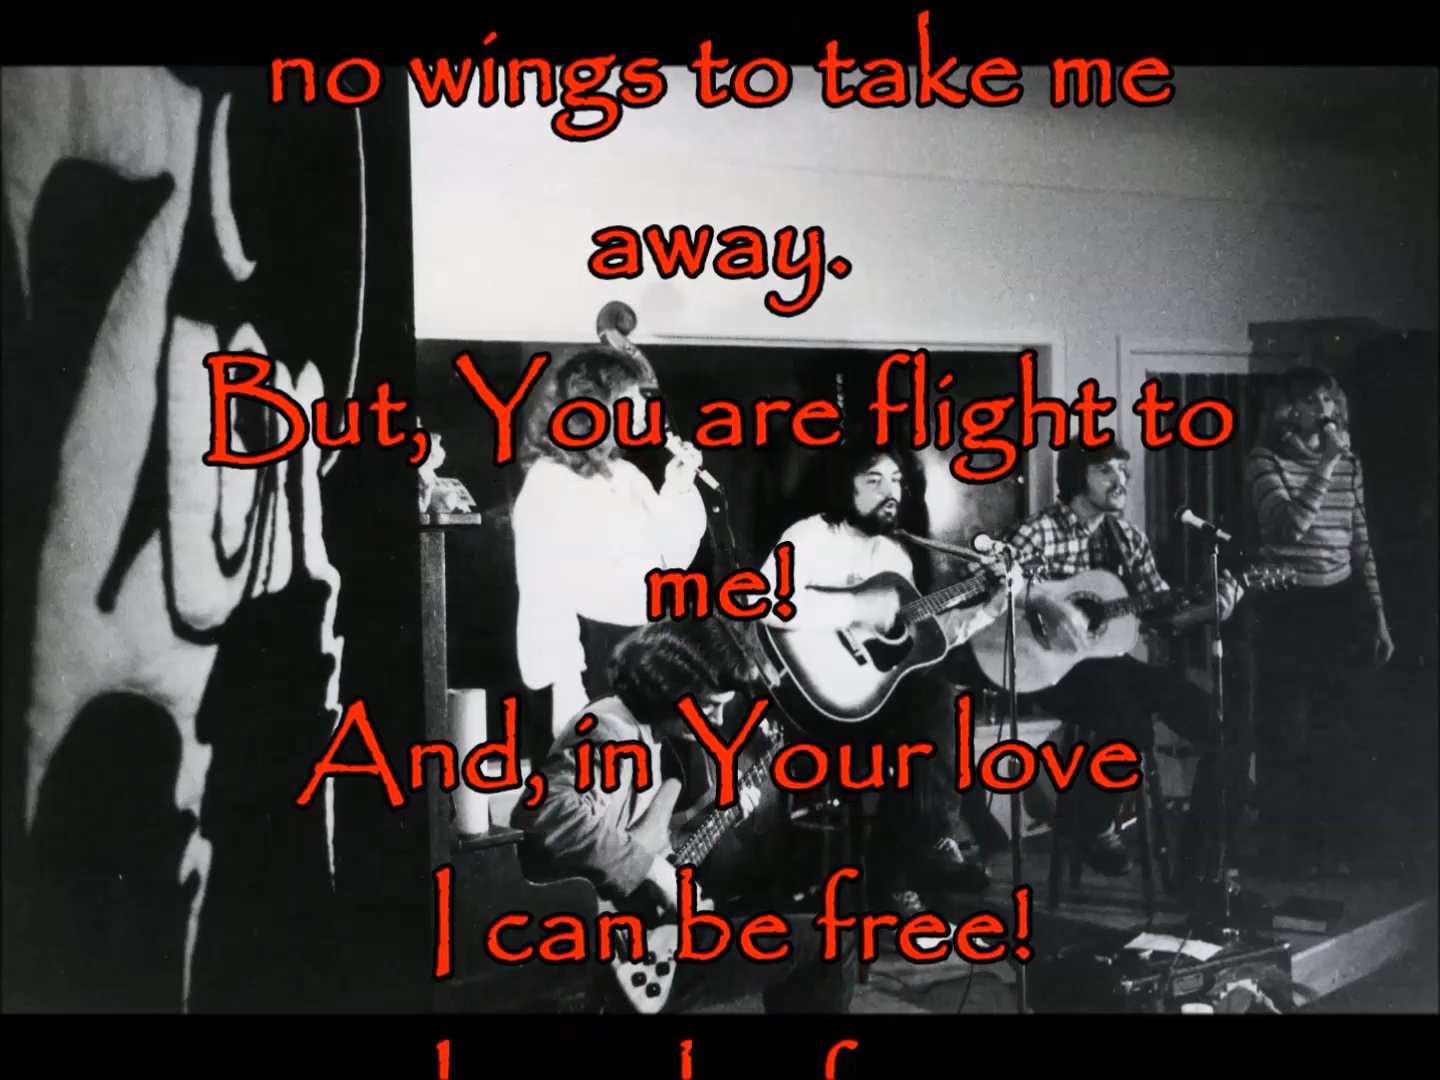 no wings to take me
away.
But, You are flight to
me!
And, in Your love
I can be free!